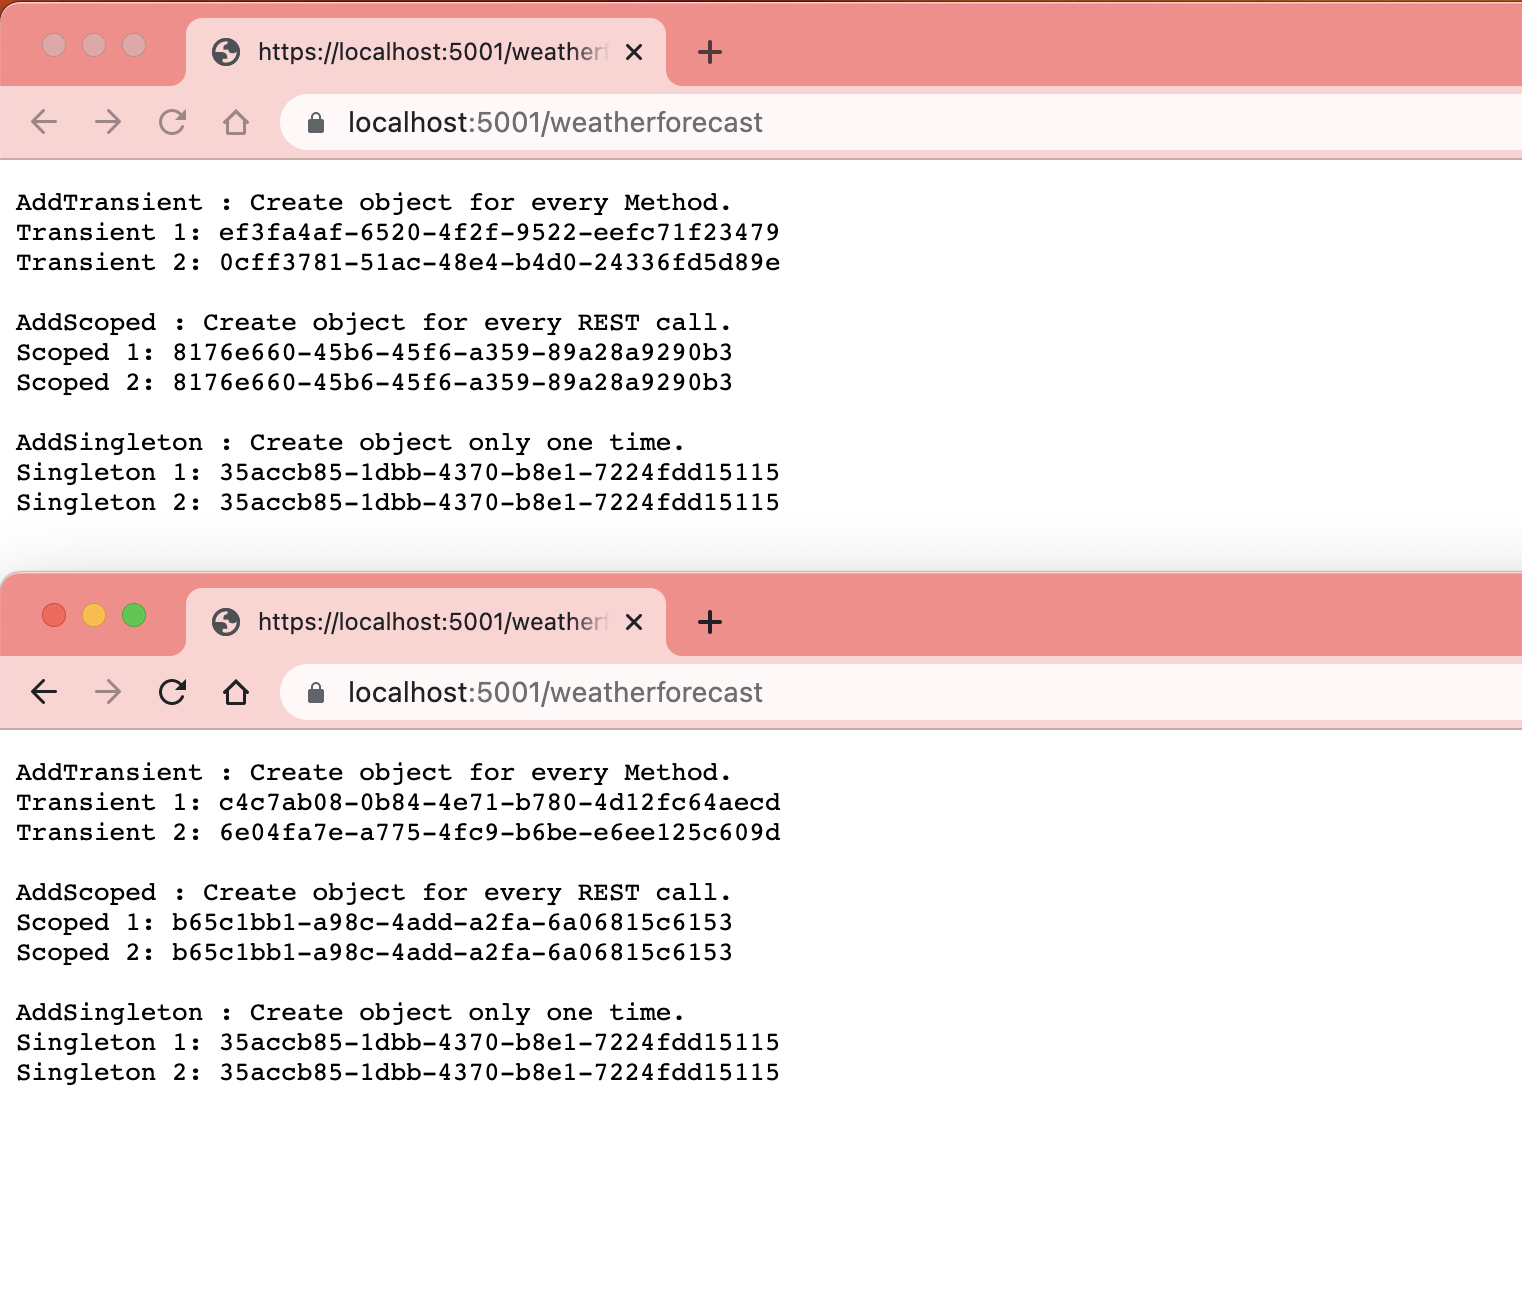 https://localhost:5001/weatherf
localhost:5001/weatherforecast
AddTransient : Create object for every Method.
Transient 1: ef3fa4af-6520-4f2f-9522-eefc71f23479
Transient 2: 0cff3781-51ac-48e4-b4d0-24336fd5d89e
AddScoped : Create object for every REST call.
Scoped 1: 8176e660-45b6-45f6-a359-89a28a9290b3
Scoped 2: 8176e660-45b6-45f6-a359-89a28a9290b3
AddSingleton : Create object only one time.
Singleton 1: 35accb85-1dbb-4370-b8e1-7224fdd15115
Singleton 2: 35accb85-1dbb-4370-b8e1-7224fdd15115
https://localhost:5001/weatherf
localhost:5001/weatherforecast
AddTransient : Create object for every Method.
Transient 1: c4c7ab08-0b84-4e71-b780-4d12fc64aecd
Transient 2: 6e04fa7e-a775-4fc9-b6be-e6ee125c609d
AddScoped : Create object for every REST call.
Scoped 1: b65c1bb1-a98c-4add-a2fa-6a06815c6153
Scoped 2: b65c1bb1-a98c-4add-a2fa-6a06815c6153
AddSingleton : Create object only one time.
Singleton 1: 35accb85-1dbb-4370-b8e1-7224fdd15115
Singleton 2: 35accb85-1dbb-4370-b8e1-7224fdd15115